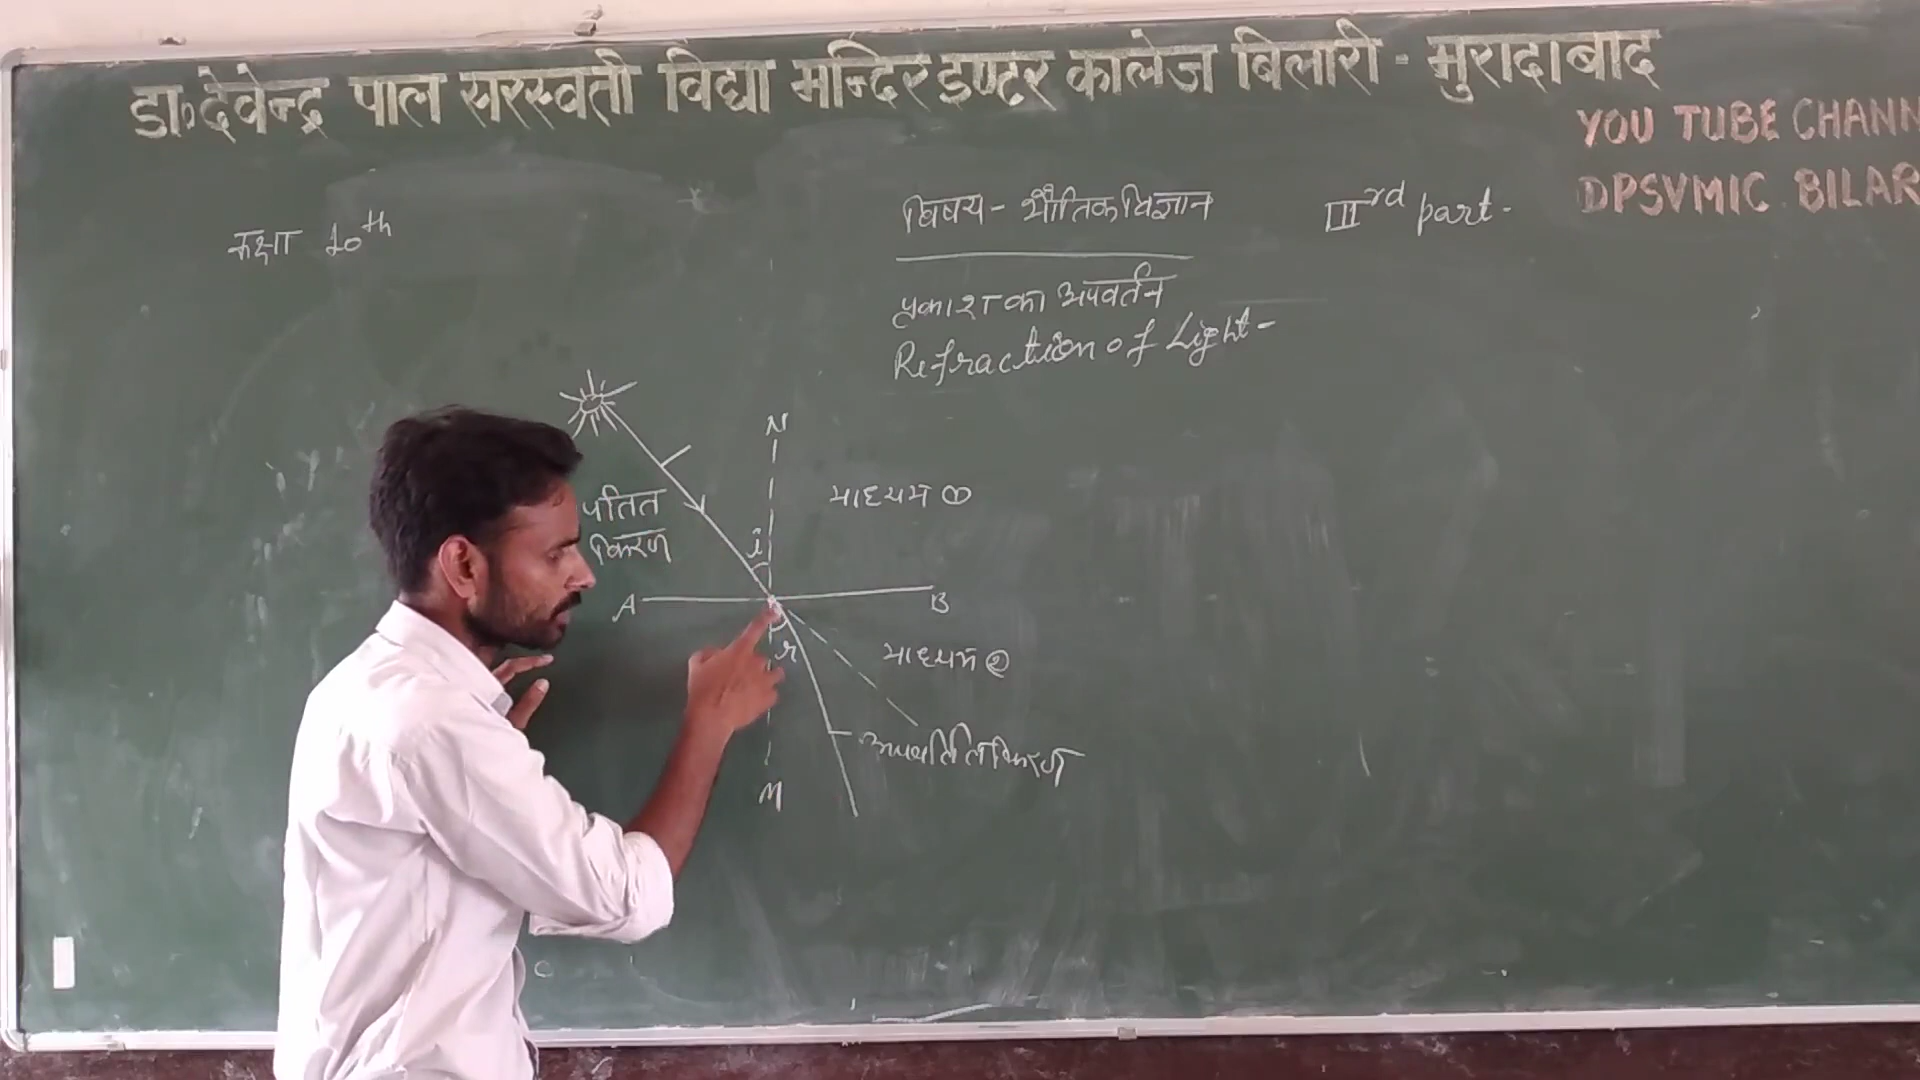 डा० देवेन्द्र पाल सरस्वती विद्या मन्दिर इण्टर कालेज बिलारी - मुरादाबाद
YOU TUBE CHANN
DPSVMIC BILAR
कक्षा 10th
विषय - भौतिक विज्ञान
IIIrd part -
प्रकाश का अपवर्तन
Refraction of Light -
N
पतित
किरण
माध्यम ①
i
A
B
r
माध्यम ②
अपवर्तित किरण
M